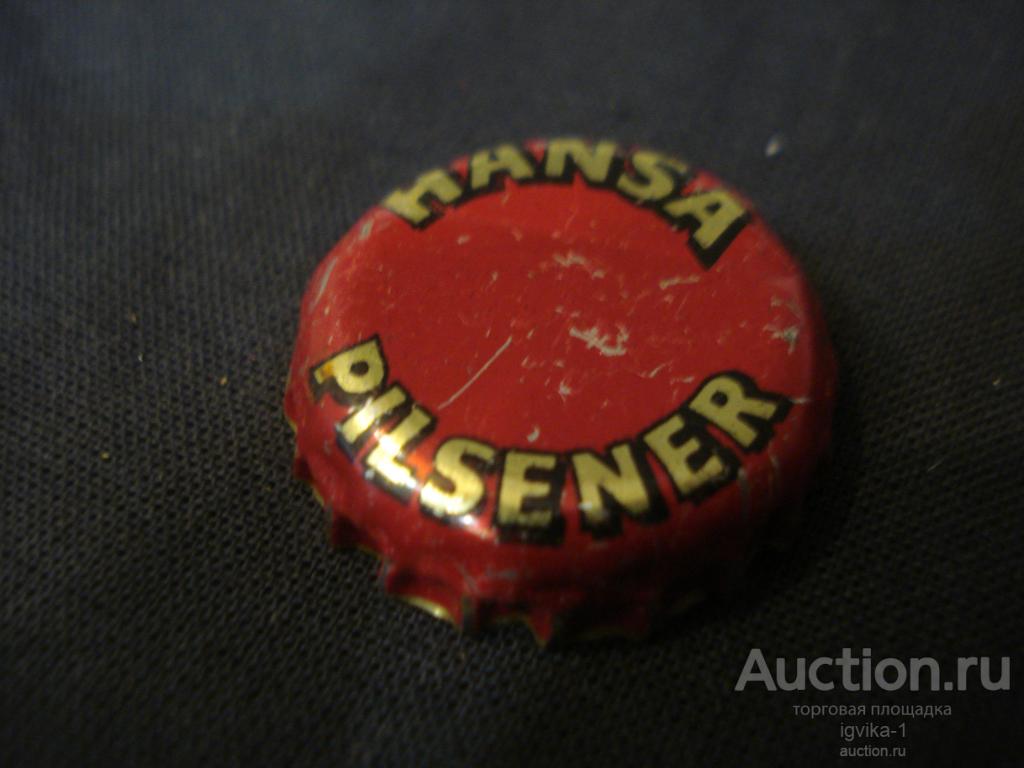 HANSA
PILSENER
Auction.ru
торговая площадка
igvika-1
auction.ru